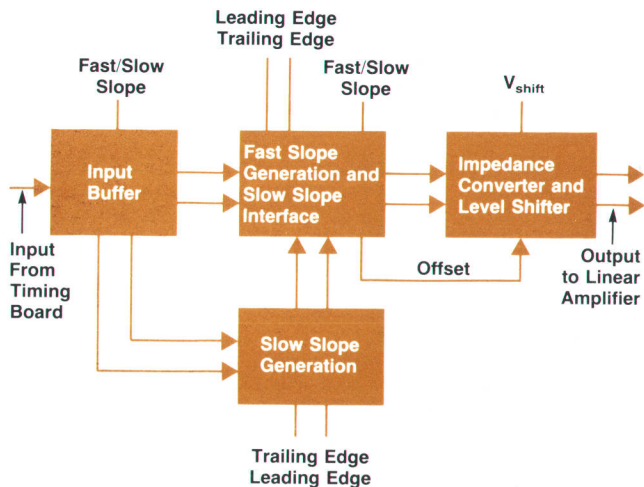 Leading Edge
Trailing Edge
Fast/Slow
Slope
Fast/Slow
Slope
V shift
Input
Buffer
Fast Slope
Generation and
Slow Slope
Interface
Impedance
Converter and
Level Shifter
Input
From
Timing
Board
Offset
Output
to Linear
Amplifier
Slow Slope
Generation
Trailing Edge
Leading Edge